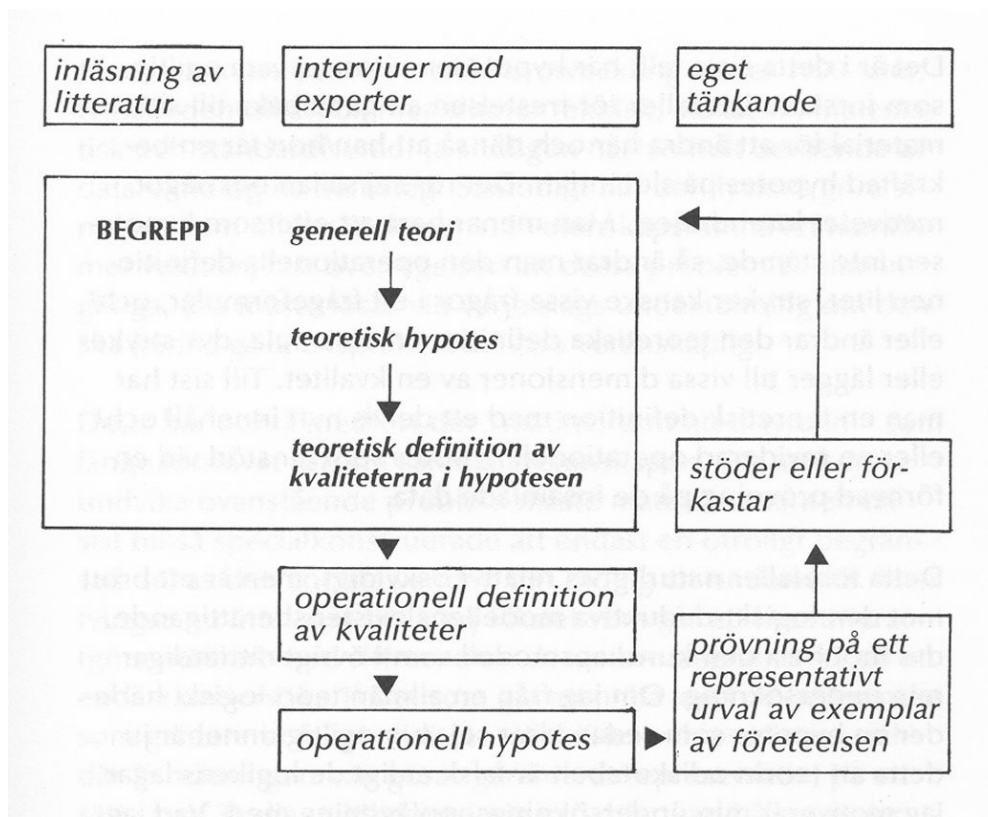 inläsning av
litteratur
intervjuer med
experter
eget
tänkande
BEGREPP
generell teori
teoretisk hypotes
teoretisk definition av
kvaliteterna i hypotesen
operationell definition
av kvaliteter
operationell hypotes
prövning på ett
representativt
urval av exemplar
av företeelsen
stöder eller för-
kastar